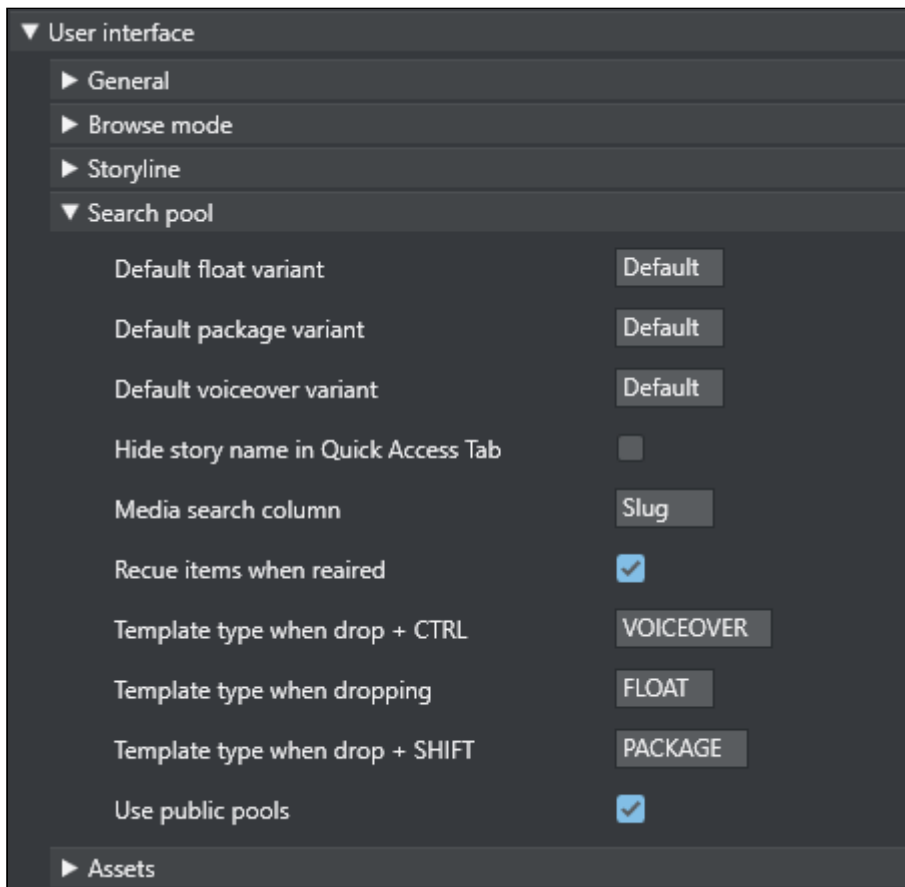 User interface
General
Browse mode
Storyline
Search pool
Default float variant Default
Default package variant Default
Default voiceover variant Default
Hide story name in Quick Access Tab
Media search column Slug
Recue items when reaired
Template type when drop + CTRL VOICEOVER
Template type when dropping FLOAT
Template type when drop + SHIFT PACKAGE
Use public pools
Assets